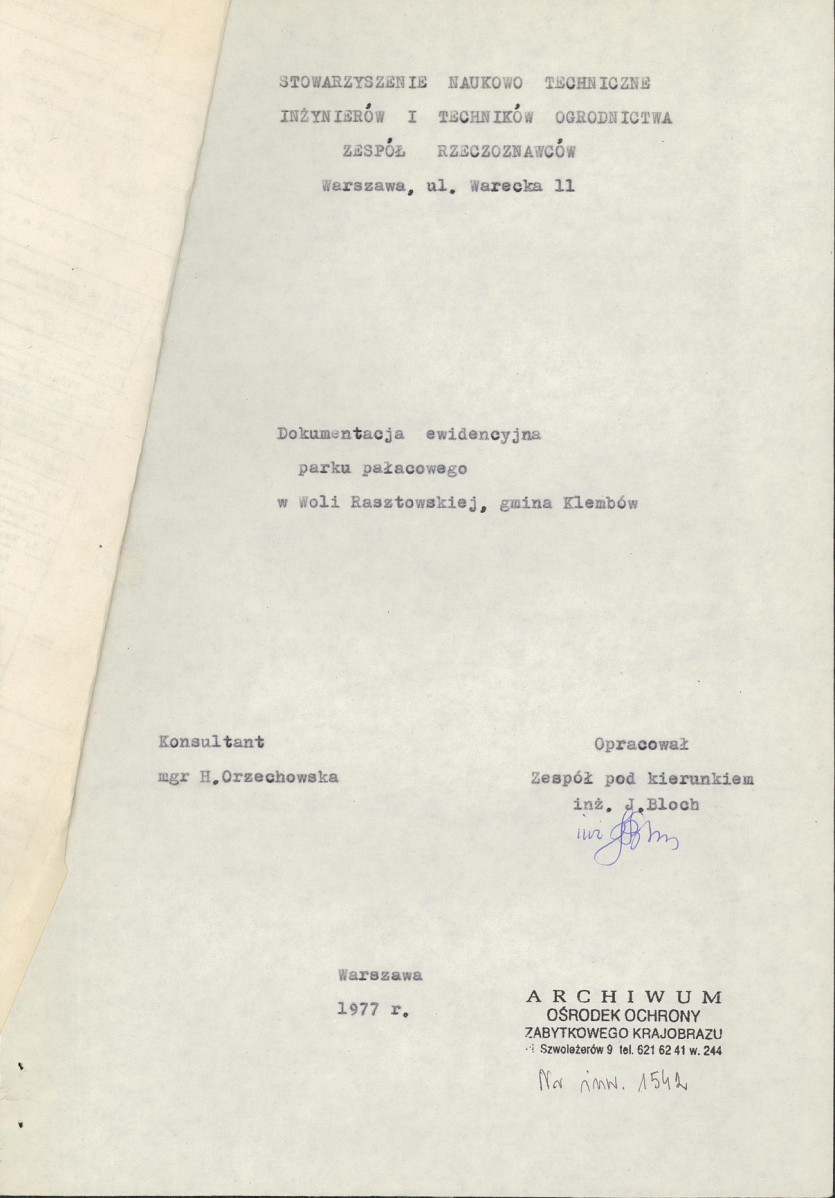 STOWARZYSZENIE NAUKOWO TECHNICZNE
INŻYNIERÓW I TECHNIKÓW OGRODNICTWA
ZESPÓŁ RZECZOZNAWCÓW
Warszawa, ul. Warecka 11
Dokumentacja ewidencyjna
parku pałacowego
w Woli Rasztowskiej, gmina Klembów
Konsultant
mgr H.Orzechowska
Opracował
Zespół pod kierunkiem
inż. J.Bloch
inż
Warszawa
1977 r.
ARCHIWUM
OŚRODEK OCHRONY
ZABYTKOWEGO KRAJOBRAZU
Szwoleżerów 9 tel. 621 62 41 w. 244
Nr inw. 1542